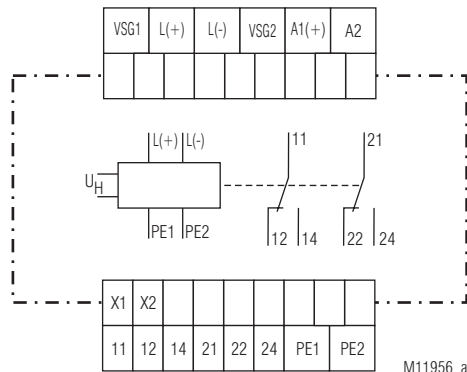 VSG1 L(+) L(-) VSG2 A1(+) A2
L(+) L(-) 11 21
UH
PE1 PE2 12 14 22 24
X1 X2
11 12 14 21 22 24 PE1 PE2
M11956_a